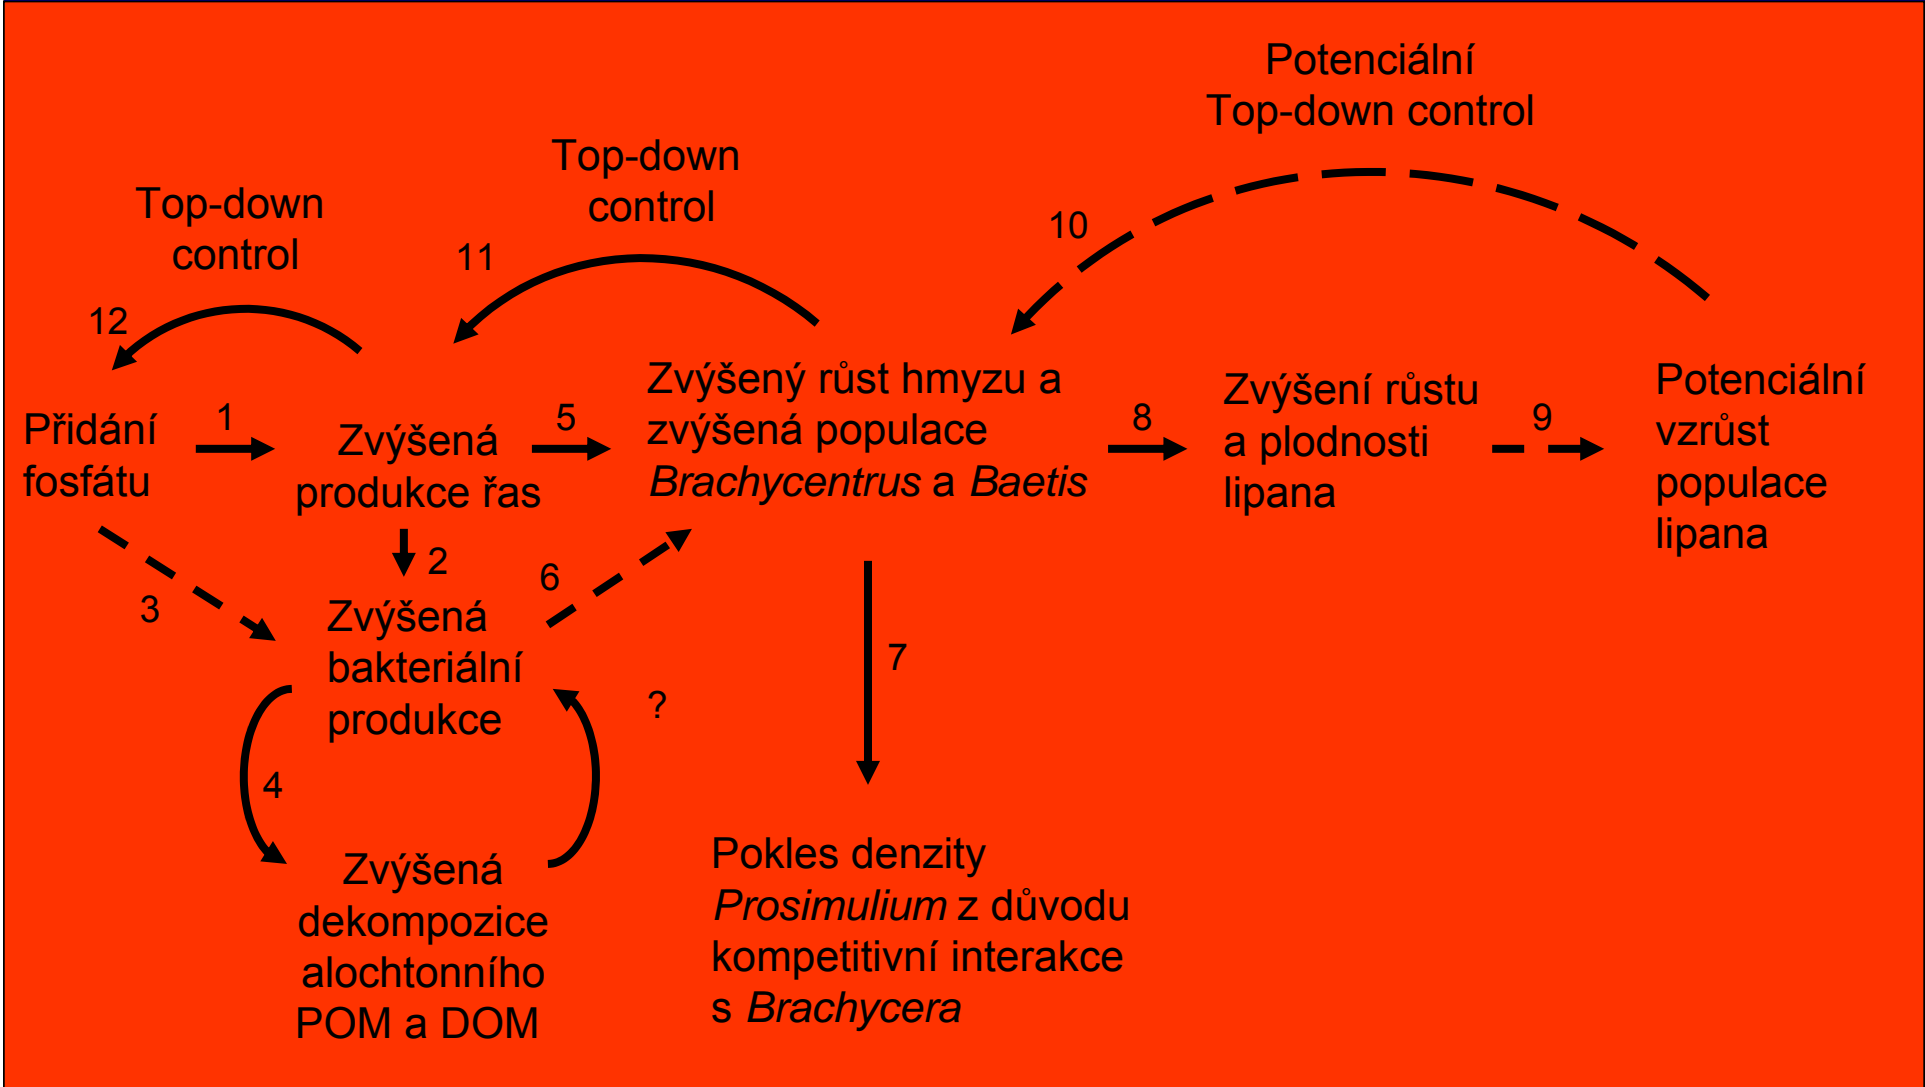 Potenciální
Top-down control
Top-down
control
Top-down
control
10
11
12
Přidání
fosfátu
1
Zvýšená
produkce řas
5
Zvýšený růst hmyzu a
zvýšená populace
Brachycentrus a Baetis
8
Zvýšení růstu
a plodnosti
lipana
9
Potenciální
vzrůst
populace
lipana
2
3
6
Zvýšená
bakteriální
produkce
7
?
4
Zvýšená
dekompozice
alochtonního
POM a DOM
Pokles denzity
Prosimulium z důvodu
kompetitivní interakce
s Brachycera